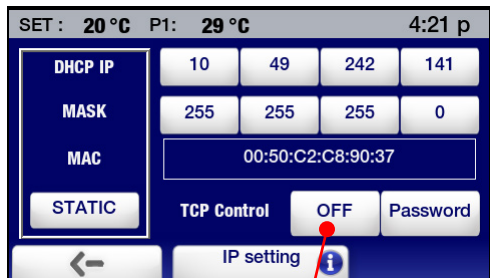 SET : 20 °C P1: 29 °C 4:21 p
DHCP IP 10 49 242 141
MASK 255 255 255 0
MAC 00:50:C2:C8:90:37
STATIC TCP Control OFF Password
IP setting i